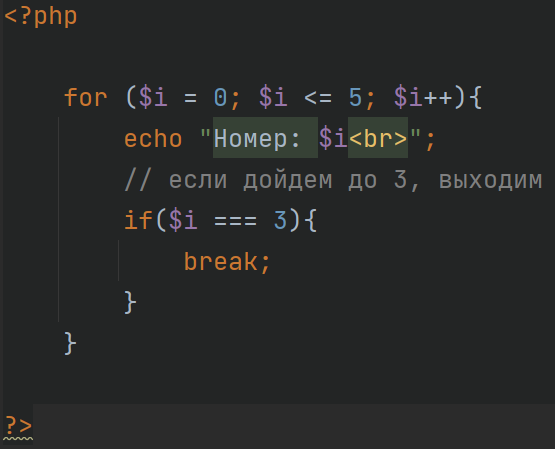 <?php
for ($i = 0; $i <= 5; $i++){
echo "Номер: $i<br>";
// если дойдем до 3, выходим
if($i === 3){
break;
}
}
?>